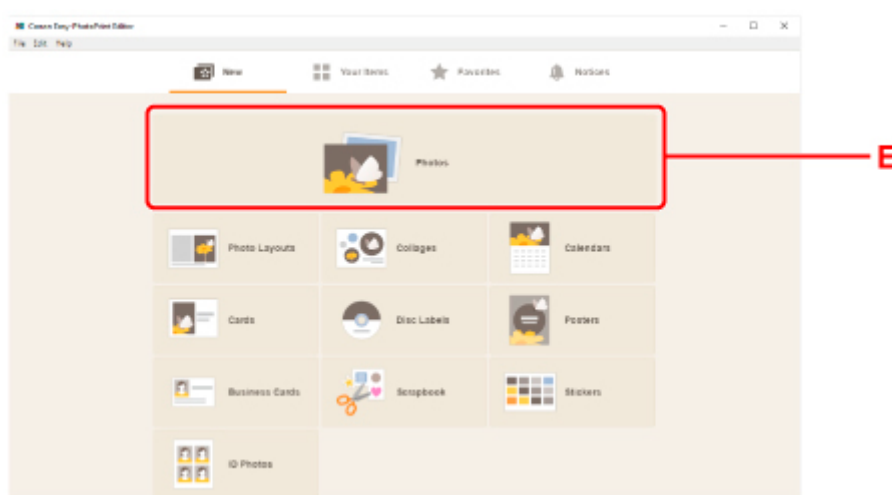 Canon Easy-PhotoPrint Editor
File Edit Help
New Your Items Favorites Notices
Photos
E
Photo Layouts Collages Calendars
Cards Disc Labels Posters
Business Cards Scrapbook Stickers
ID Photos